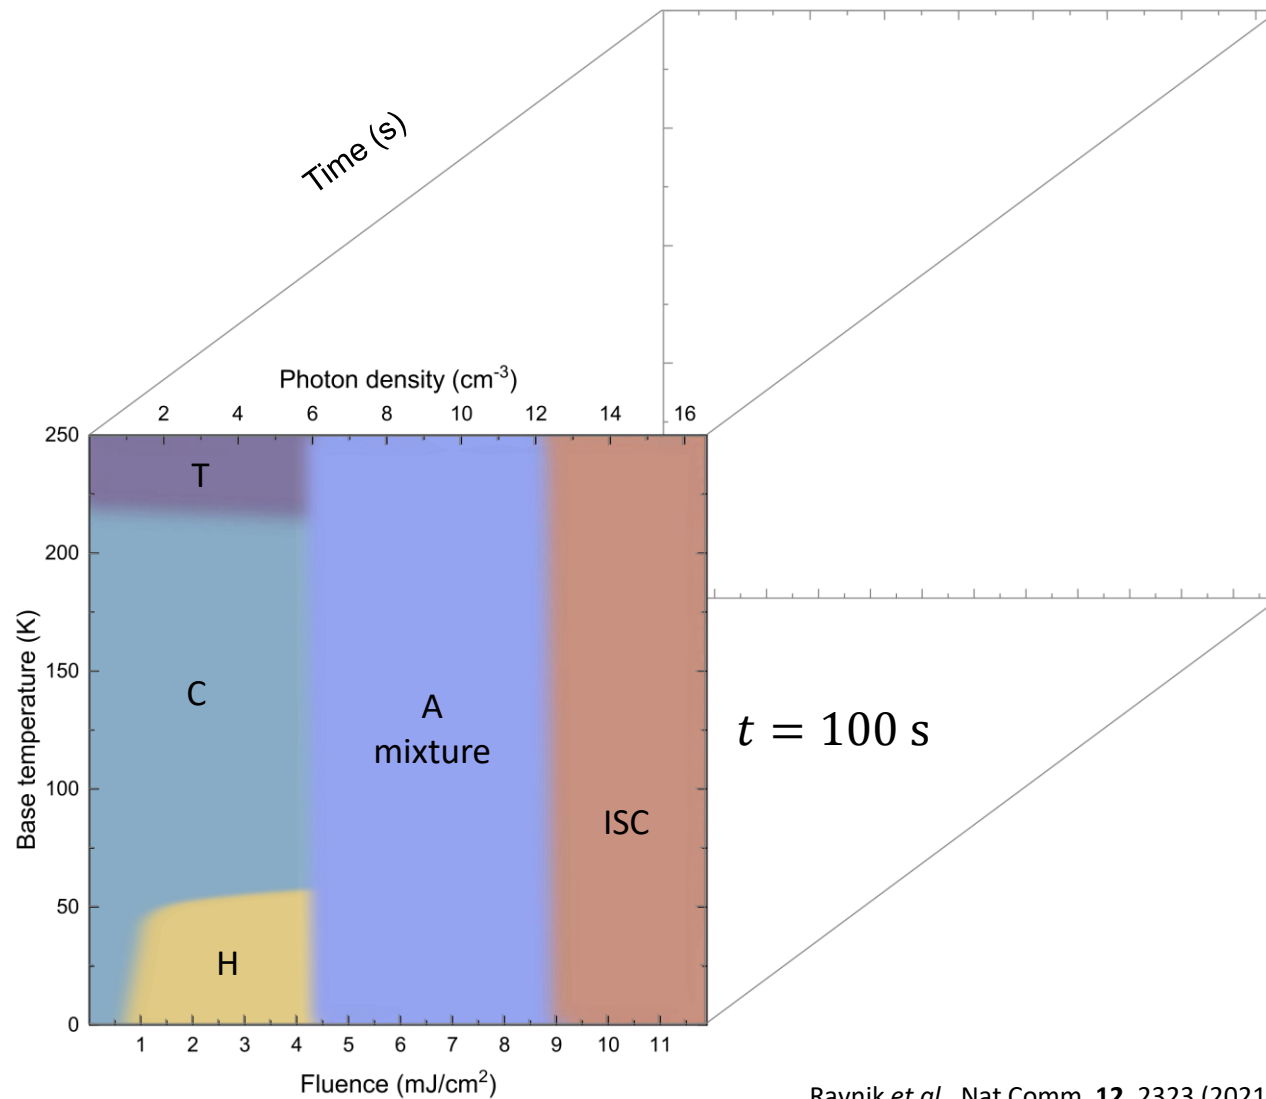 Time (s)
Photon density (cm⁻³)
2 4 6 8 10 12 14 16
250
T
200
Base temperature (K)
150
C
A
mixture
t = 100 s
100
ISC
50
H
0
1 2 3 4 5 6 7 8 9 10 11
Fluence (mJ/cm²)
Ravnik et al., Nat.Comm. 12, 2323 (2021